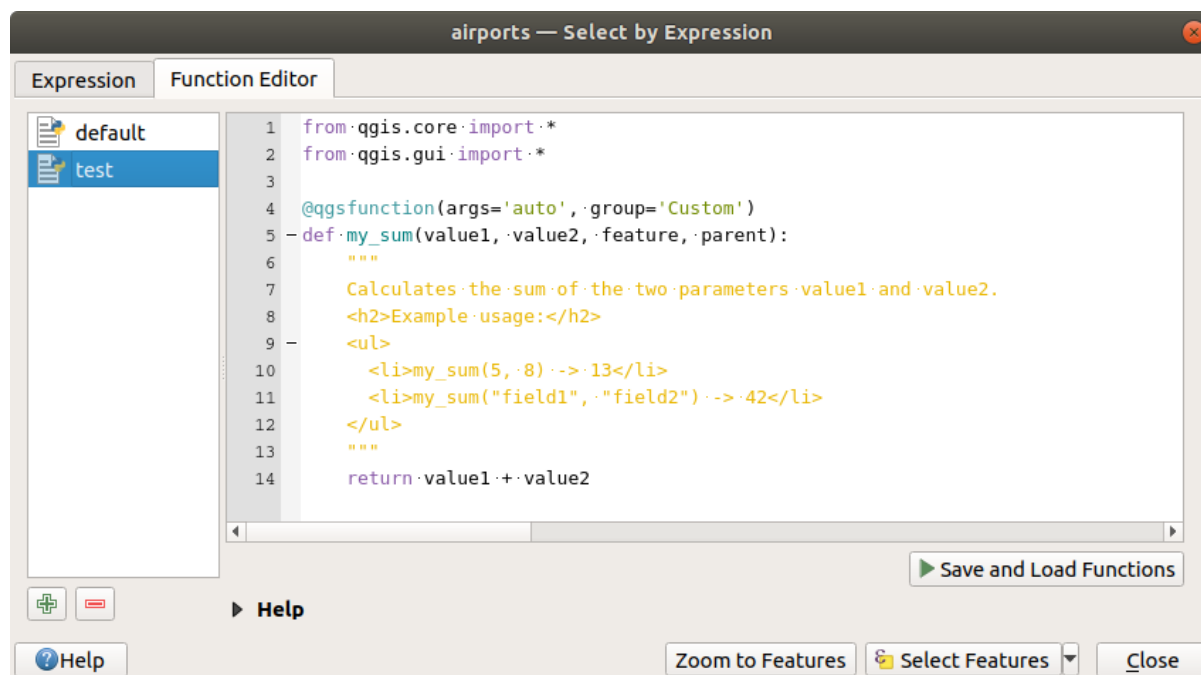 airports — Select by Expression
Expression
Function Editor
default
test
1 from qgis.core import *
2 from qgis.gui import *
3
4 @qgsfunction(args='auto', group='Custom')
5 def my_sum(value1, value2, feature, parent):
6     """
7     Calculates the sum of the two parameters value1 and value2.
8     <h2>Example usage:</h2>
9     <ul>
10       <li>my_sum(5, 8) -> 13</li>
11       <li>my_sum("field1", "field2") -> 42</li>
12     </ul>
13     """
14     return value1 + value2
Save and Load Functions
Help
Help
Zoom to Features
Select Features
Close